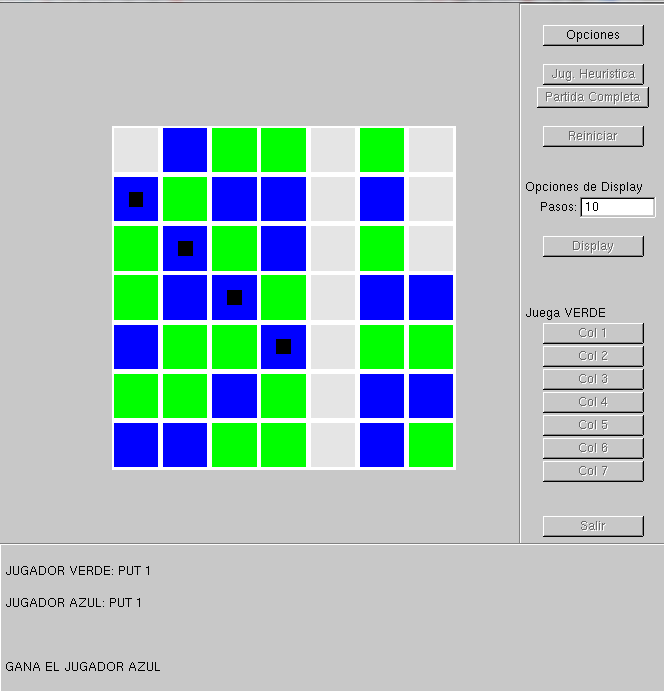 Opciones
Jug. Heurística
Partida Completa
Reiniciar
Opciones de Display
Pasos: 10
Display
Juega VERDE
Col 1
Col 2
Col 3
Col 4
Col 5
Col 6
Col 7
Salir
JUGADOR VERDE: PUT 1
JUGADOR AZUL: PUT 1
GANA EL JUGADOR AZUL